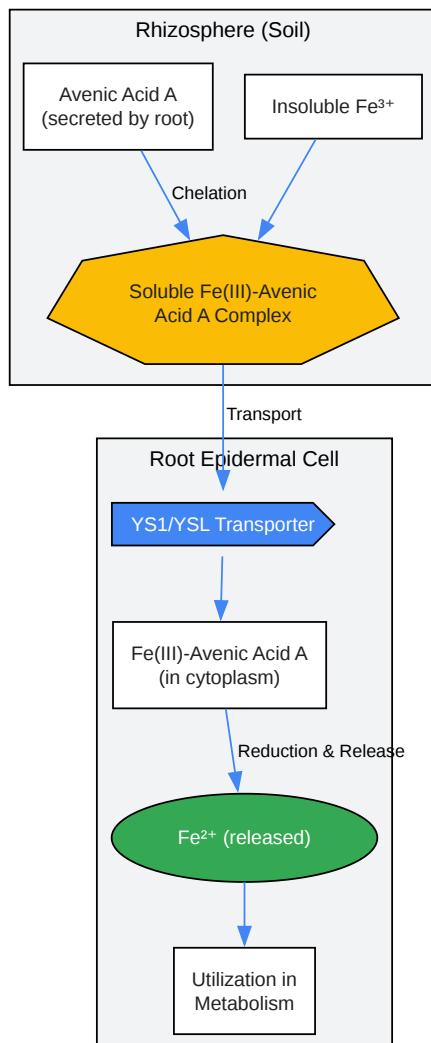 Rhizosphere (Soil)
Avenic Acid A
(secreted by root)
Insoluble Fe³⁺
Chelation
Soluble Fe(III)-Avenic
Acid A Complex
Transport
Root Epidermal Cell
YS1/YSL Transporter
Fe(III)-Avenic Acid A
(in cytoplasm)
Reduction & Release
Fe²⁺ (released)
Utilization in
Metabolism